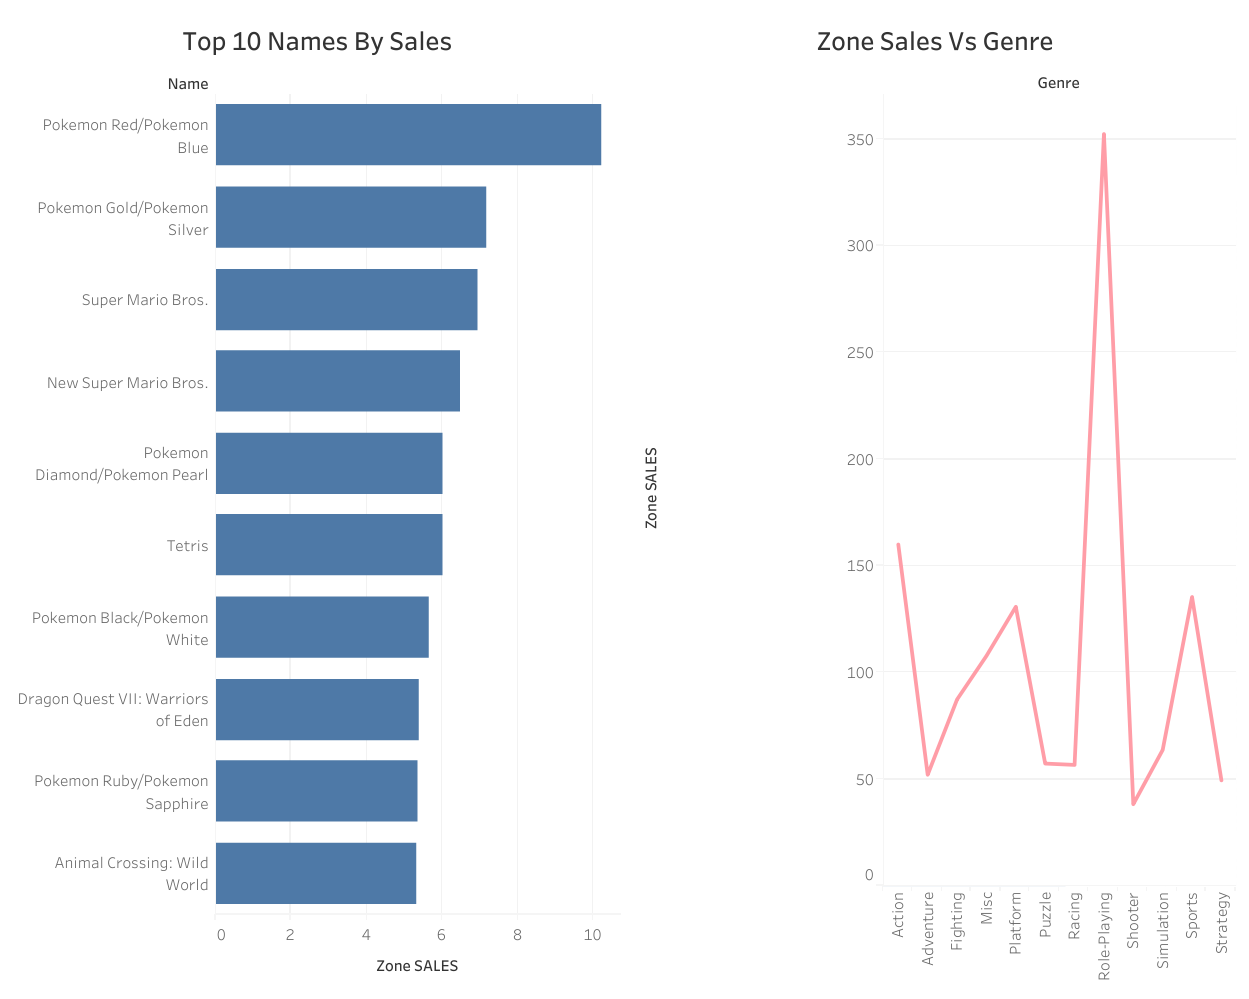 Top 10 Names By Sales
Name
Pokemon Red/Pokemon
Blue
Pokemon Gold/Pokemon
Silver
Super Mario Bros.
New Super Mario Bros.
Pokemon
Diamond/Pokemon Pearl
Tetris
Pokemon Black/Pokemon
White
Dragon Quest VII: Warriors
of Eden
Pokemon Ruby/Pokemon
Sapphire
Animal Crossing: Wild
World
0 2 4 6 8 10
Zone SALES
Zone Sales Vs Genre
Genre
Zone SALES
350
300
250
200
150
100
50
0
Action
Adventure
Fighting
Misc
Platform
Puzzle
Racing
Role-Playing
Shooter
Simulation
Sports
Strategy